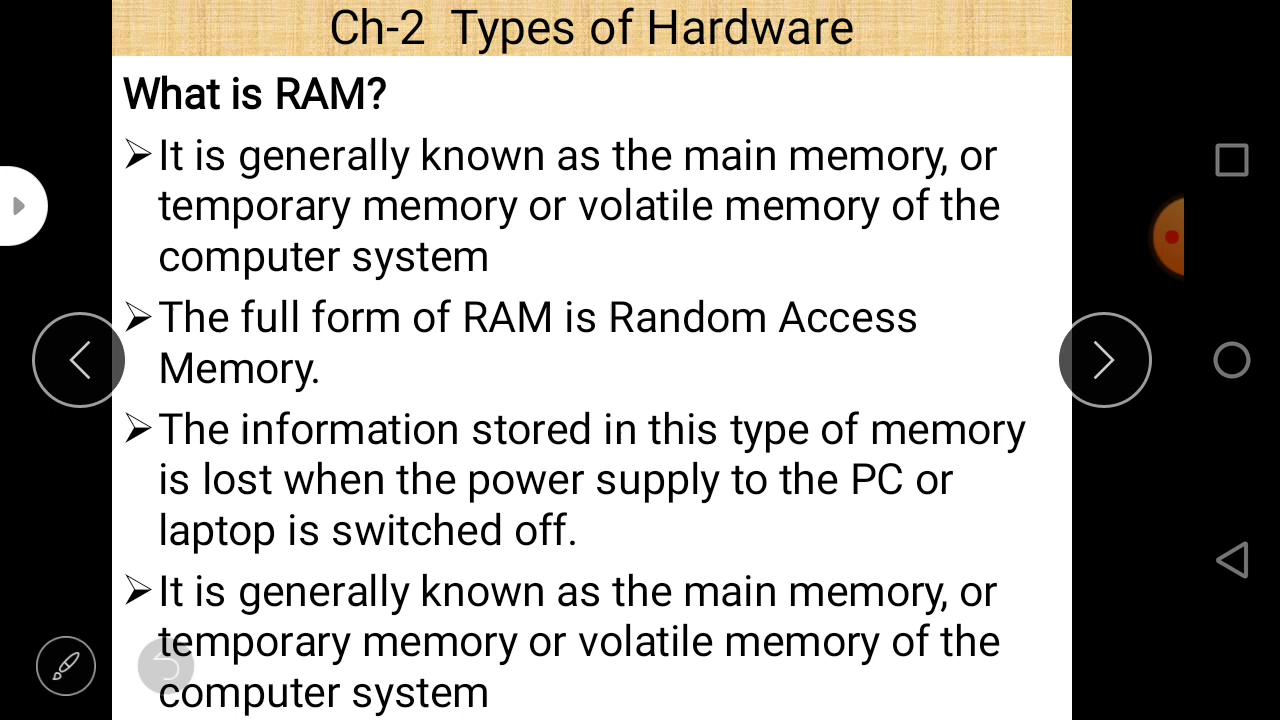 Ch-2 Types of Hardware
What is RAM?
➢It is generally known as the main memory, or
temporary memory or volatile memory of the
computer system
➢The full form of RAM is Random Access
Memory.
➢The information stored in this type of memory
is lost when the power supply to the PC or
laptop is switched off.
➢It is generally known as the main memory, or
temporary memory or volatile memory of the
computer system